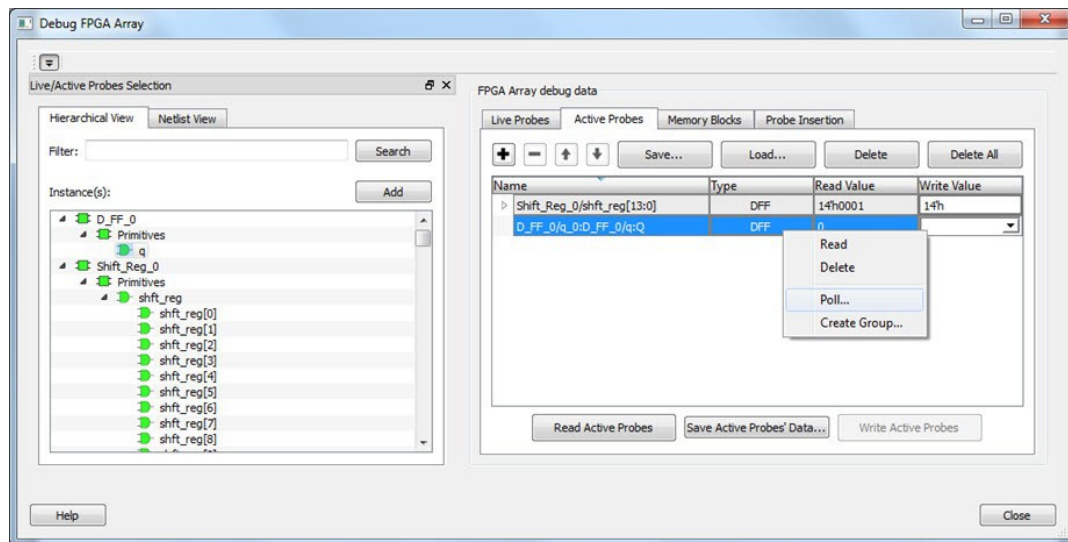 Debug FPGA Array
Live/Active Probes Selection
Hierarchical View Netlist View
Filter: Search
Instance(s): Add
D_FF_0
Primitives
q
Shift_Reg_0
Primitives
shft_reg
shft_reg[0]
shft_reg[1]
shft_reg[2]
shft_reg[3]
shft_reg[4]
shft_reg[5]
shft_reg[6]
shft_reg[7]
shft_reg[8]
FPGA Array debug data
Live Probes Active Probes Memory Blocks Probe Insertion
Save... Load... Delete Delete All
Name Type Read Value Write Value
Shift_Reg_0/shft_reg[13:0] DFF 14'h0001 14'h
D_FF_0/q_0:D_FF_0/q:Q DFF 0
Read
Delete
Poll...
Create Group...
Read Active Probes Save Active Probes' Data... Write Active Probes
Help Close